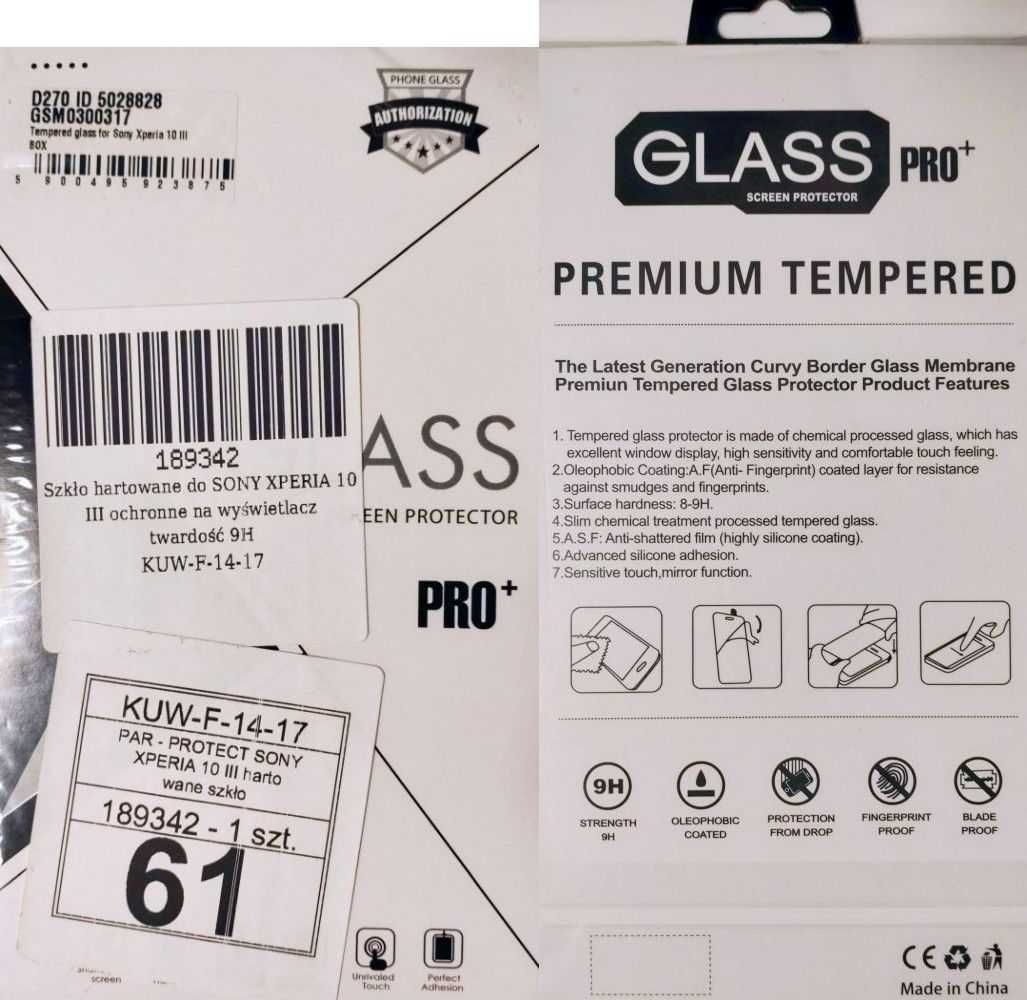 D270 ID 5028828
GSM0300317
Tempered glass for Sony Xperia 10 III
BOX
5 900495 923875
PHONE GLASS
AUTHORIZATION
189342
Szkło hartowane do SONY XPERIA 10
III ochronne na wyświetlacz
twardość 9H
KUW-F-14-17
ASS
EEN PROTECTOR
PRO+
KUW-F-14-17
PAR - PROTECT SONY
XPERIA 10 III harto
wane szkło
189342 - 1 szt.
61
screen
Unrivaled
Touch
Perfect
Adhesion
GLASS PRO+
SCREEN PROTECTOR
PREMIUM TEMPERED
The Latest Generation Curvy Border Glass Membrane
Premiun Tempered Glass Protector Product Features
1. Tempered glass protector is made of chemical processed glass, which has
excellent window display, high sensitivity and comfortable touch feeling.
2.Oleophobic Coating:A.F(Anti- Fingerprint) coated layer for resistance
against smudges and fingerprints.
3.Surface hardness: 8-9H.
4.Slim chemical treatment processed tempered glass.
5.A.S.F: Anti-shattered film (highly silicone coating).
6.Advanced silicone adhesion.
7.Sensitive touch,mirror function.
9H
STRENGTH
9H
OLEOPHOBIC
COATED
PROTECTION
FROM DROP
FINGERPRINT
PROOF
BLADE
PROOF
CE
Made in China